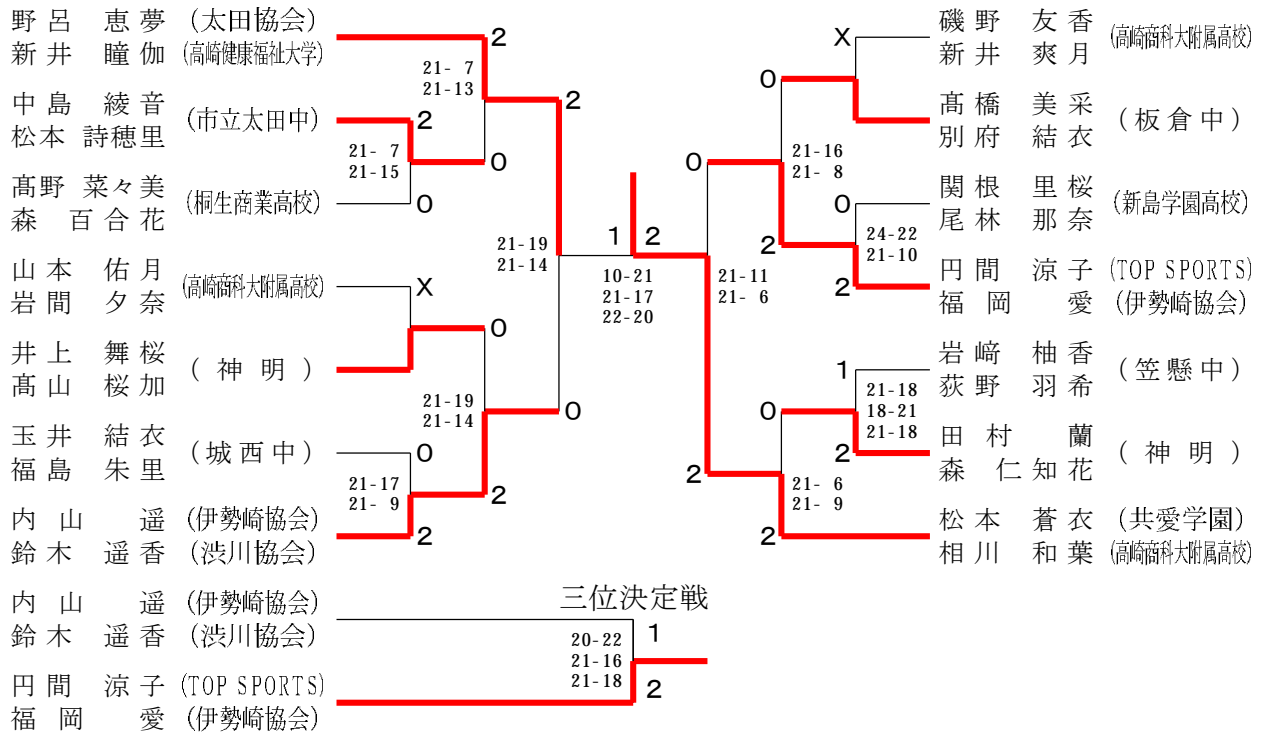 野呂 恵夢 (太田協会)
新井 瞳伽 (高崎健康福祉大学)
2
21- 7
21-13
中島 綾音
松本 詩穂里
(市立太田中)
2
2
21- 7
21-15
0
髙野 菜々美
森 百合花
(桐生商業高校)
0
21-19
21-14
山本 佑月
岩間 夕奈
(高崎商科大附属高校)
X
0
井上 舞桜
髙山 桜加
(神明)
21-19
21-14
0
玉井 結衣
福島 朱里
(城西中)
0
21-17
21- 9
2
内山 遥 (伊勢崎協会)
鈴木 遥香 (渋川協会)
2
1 2
10-21
21-17
22-20
磯野 友香
新井 爽月
(高崎商科大附属高校)
X
0
髙橋 美采
別府 結衣
(板倉中)
21-16
21- 8
0
関根 里桜
尾林 那奈
(新島学園高校)
0
24-22
21-10
2
円間 涼子 (TOP SPORTS)
福岡 愛 (伊勢崎協会)
2
21-11
21- 6
岩﨑 柚香
荻野 羽希
(笠懸中)
1
21-18
18-21
21-18
0
田村 蘭
森 仁知花
(神明)
2
2
21- 6
21- 9
松本 蒼衣 (共愛学園)
相川 和葉 (高崎商科大附属高校)
2
三位決定戦
内山 遥 (伊勢崎協会)
鈴木 遥香 (渋川協会)
1
20-22
21-16
21-18
円間 涼子 (TOP SPORTS)
福岡 愛 (伊勢崎協会)
2